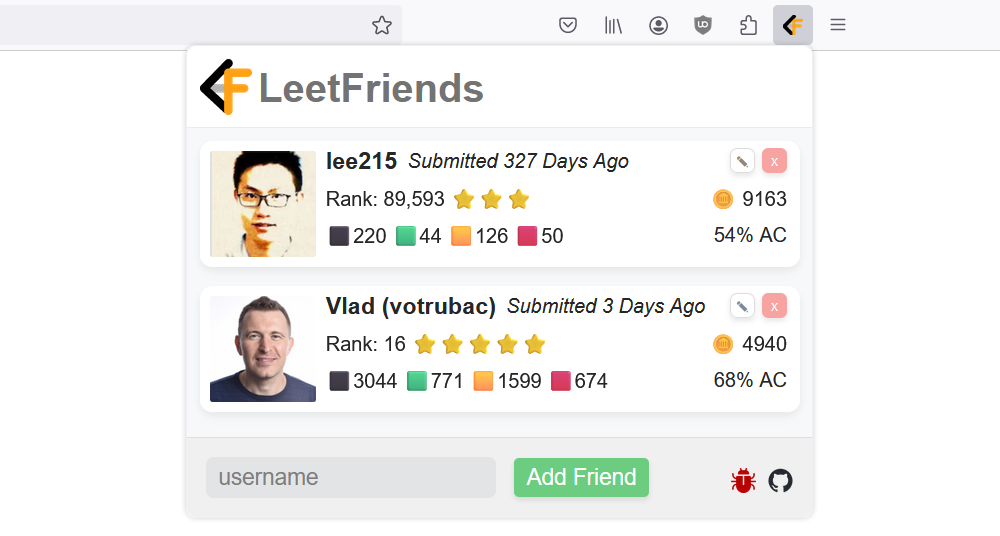 LeetFriends
lee215 Submitted 327 Days Ago x
Rank: 89,593 9163
220 44 126 50 54% AC
Vlad (votrubac) Submitted 3 Days Ago x
Rank: 16 4940
3044 771 1599 674 68% AC
username Add Friend